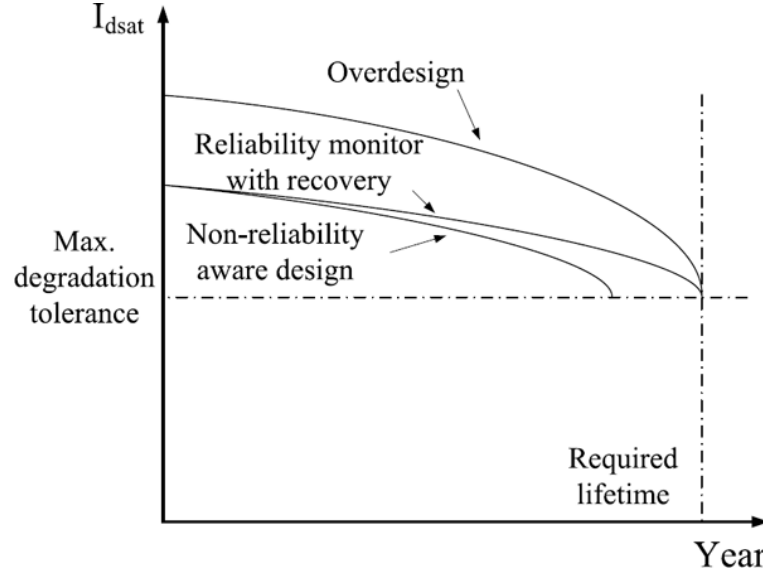 I_dsat
Overdesign
Reliability monitor
with recovery
Non-reliability
aware design
Max.
degradation
tolerance
Required
lifetime
Year